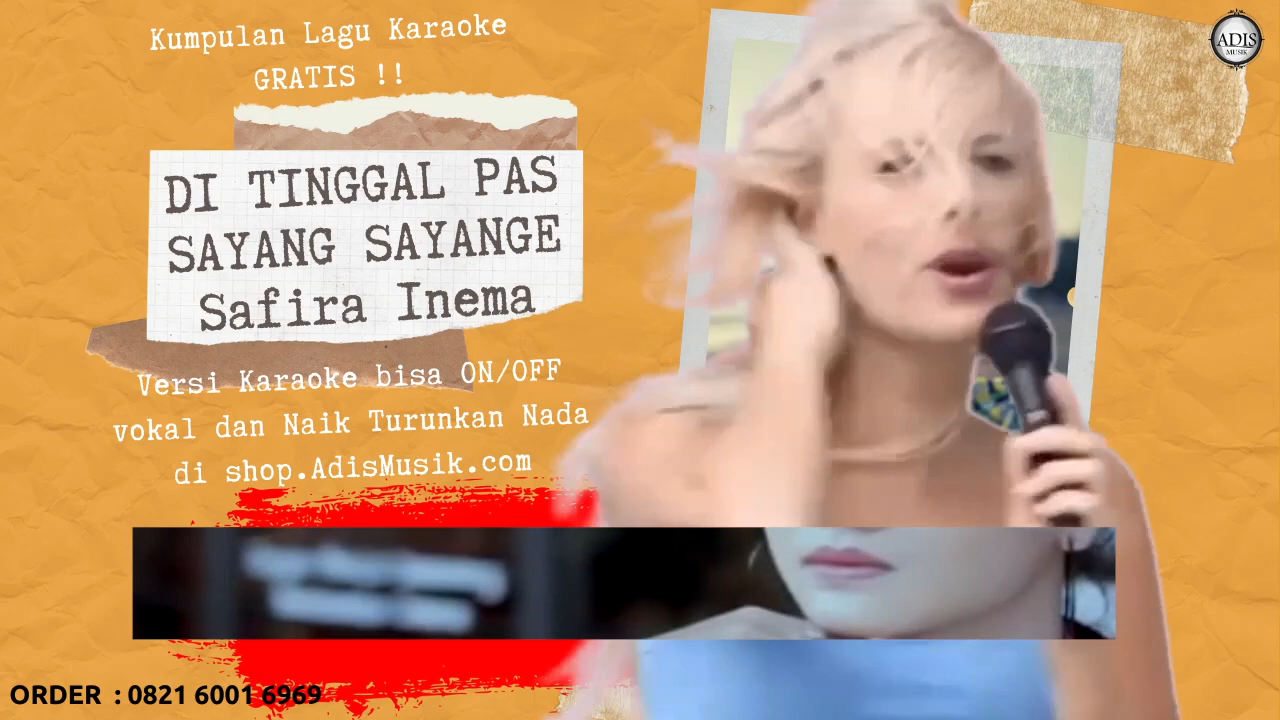 Kumpulan Lagu Karaoke
GRATIS !!
ADIS
MUSIK
DI TINGGAL PAS
SAYANG SAYANGE
Safira Inema
Versi Karaoke bisa ON/OFF
vokal dan Naik Turunkan Nada
di shop.AdisMusik.com
ORDER : 0821 6001 6969